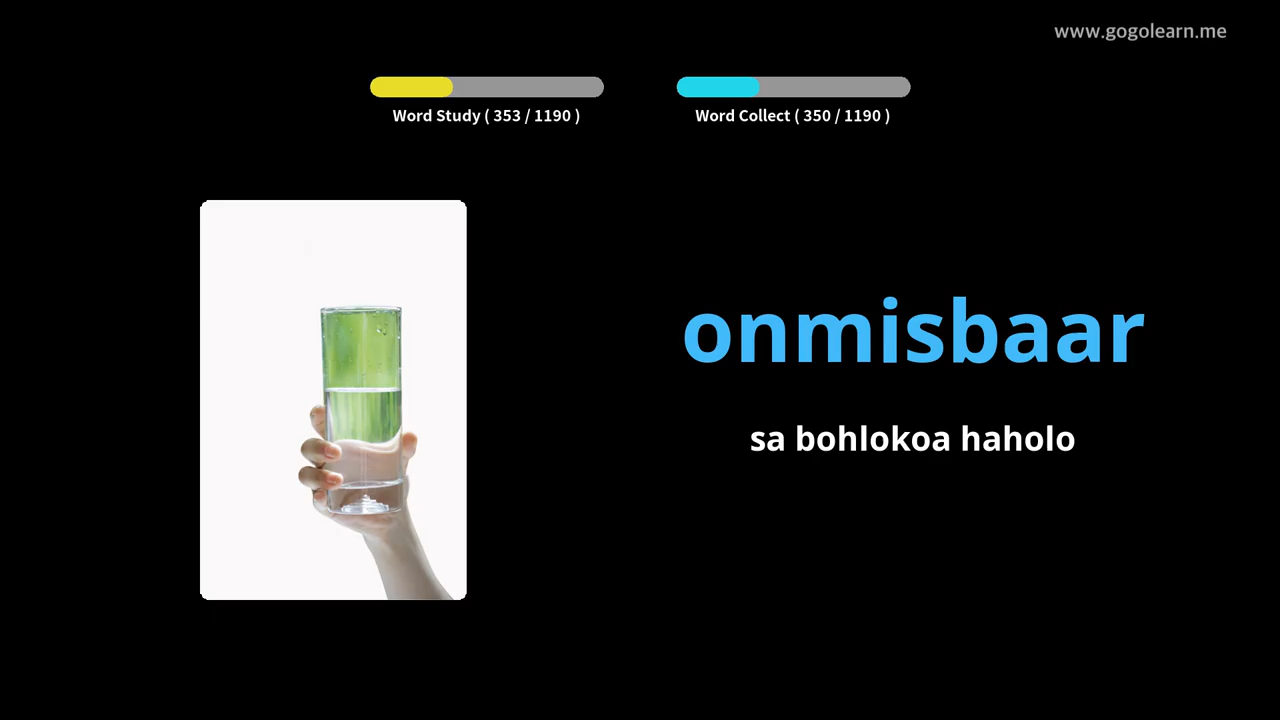 www.gogolearn.me
Word Study ( 353 / 1190 )
Word Collect ( 350 / 1190 )
onmisbaar
sa bohlokoa haholo